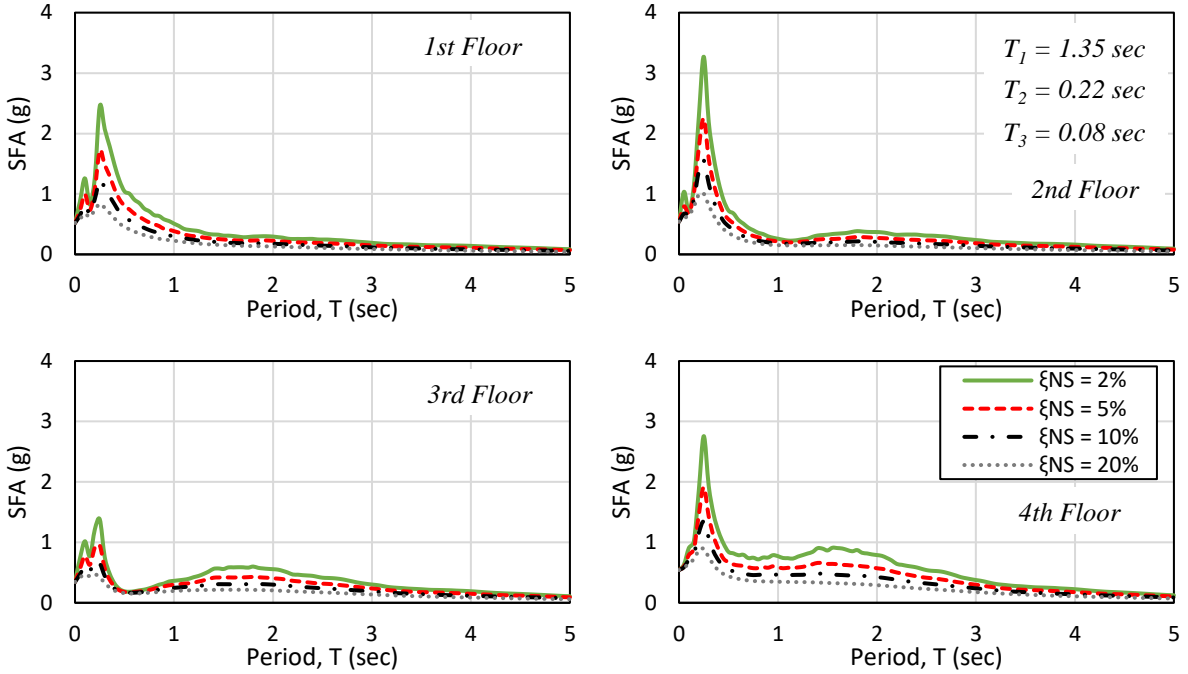 4
3
2
1
0
SFA (g)
1st Floor
0 1 2 3 4 5
Period, T (sec)
4
3
2
1
0
SFA (g)
T1 = 1.35 sec
T2 = 0.22 sec
T3 = 0.08 sec
2nd Floor
0 1 2 3 4 5
Period, T (sec)
4
3
2
1
0
SFA (g)
3rd Floor
0 1 2 3 4 5
Period, T (sec)
4
3
2
1
0
SFA (g)
ξNS = 2%
ξNS = 5%
ξNS = 10%
ξNS = 20%
4th Floor
0 1 2 3 4 5
Period, T (sec)